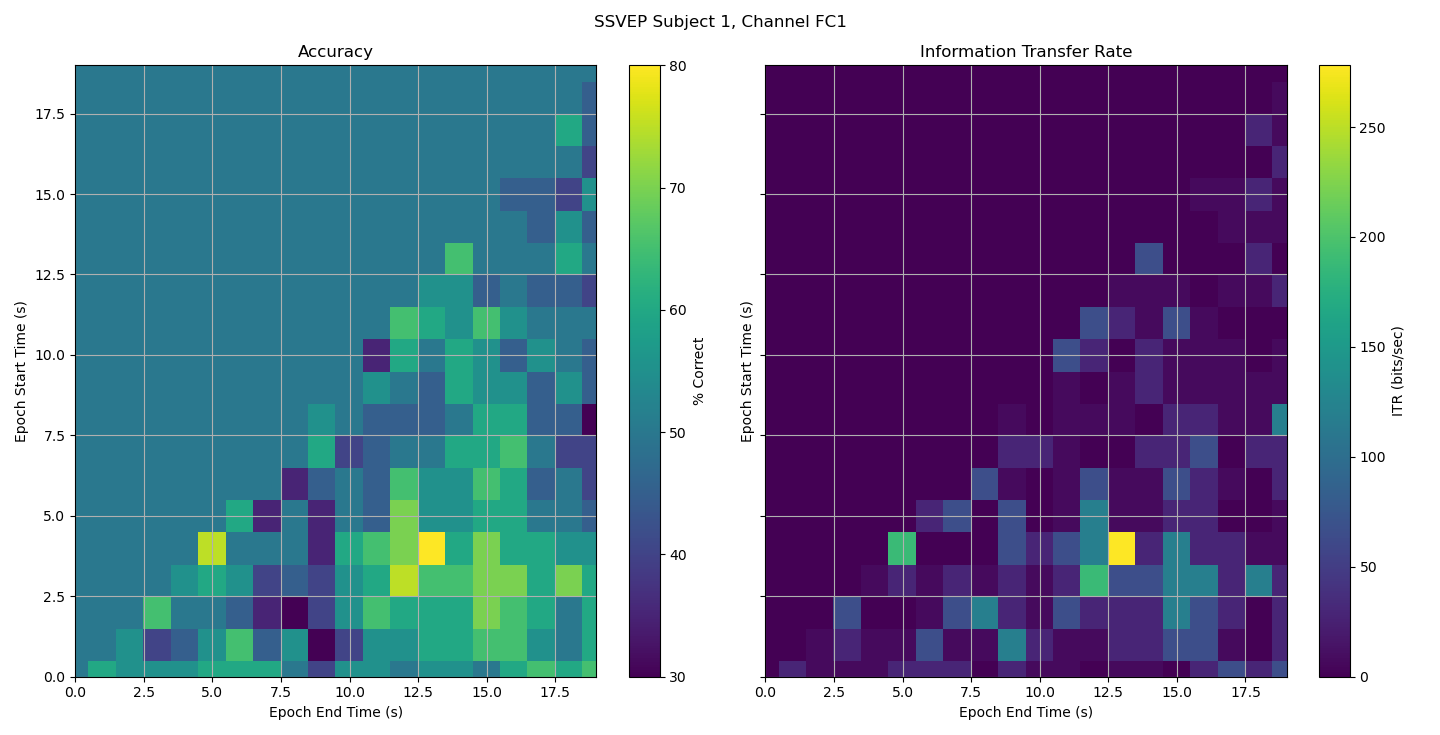 SSVEP Subject 1, Channel FC1
Accuracy
Information Transfer Rate
17.5
15.0
12.5
10.0
7.5
5.0
2.5
0.0
Epoch Start Time (s)
0.0 2.5 5.0 7.5 10.0 12.5 15.0 17.5
Epoch End Time (s)
80
70
60
50
40
30
% Correct
Epoch Start Time (s)
0.0 2.5 5.0 7.5 10.0 12.5 15.0 17.5
Epoch End Time (s)
250
200
150
100
50
0
ITR (bits/sec)